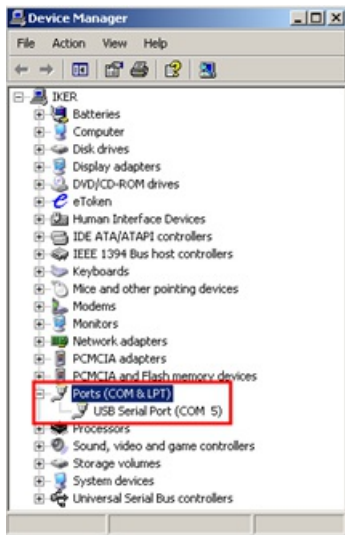 Device Manager
File Action View Help
IKER
Batteries
Computer
Disk drives
Display adapters
DVD/CD-ROM drives
eToken
Human Interface Devices
IDE ATA/ATAPI controllers
IEEE 1394 Bus host controllers
Keyboards
Mice and other pointing devices
Modems
Monitors
Network adapters
PCMCIA adapters
PCMCIA and Flash memory devices
Ports (COM & LPT)
USB Serial Port (COM 5)
Processors
Sound, video and game controllers
Storage volumes
System devices
Universal Serial Bus controllers